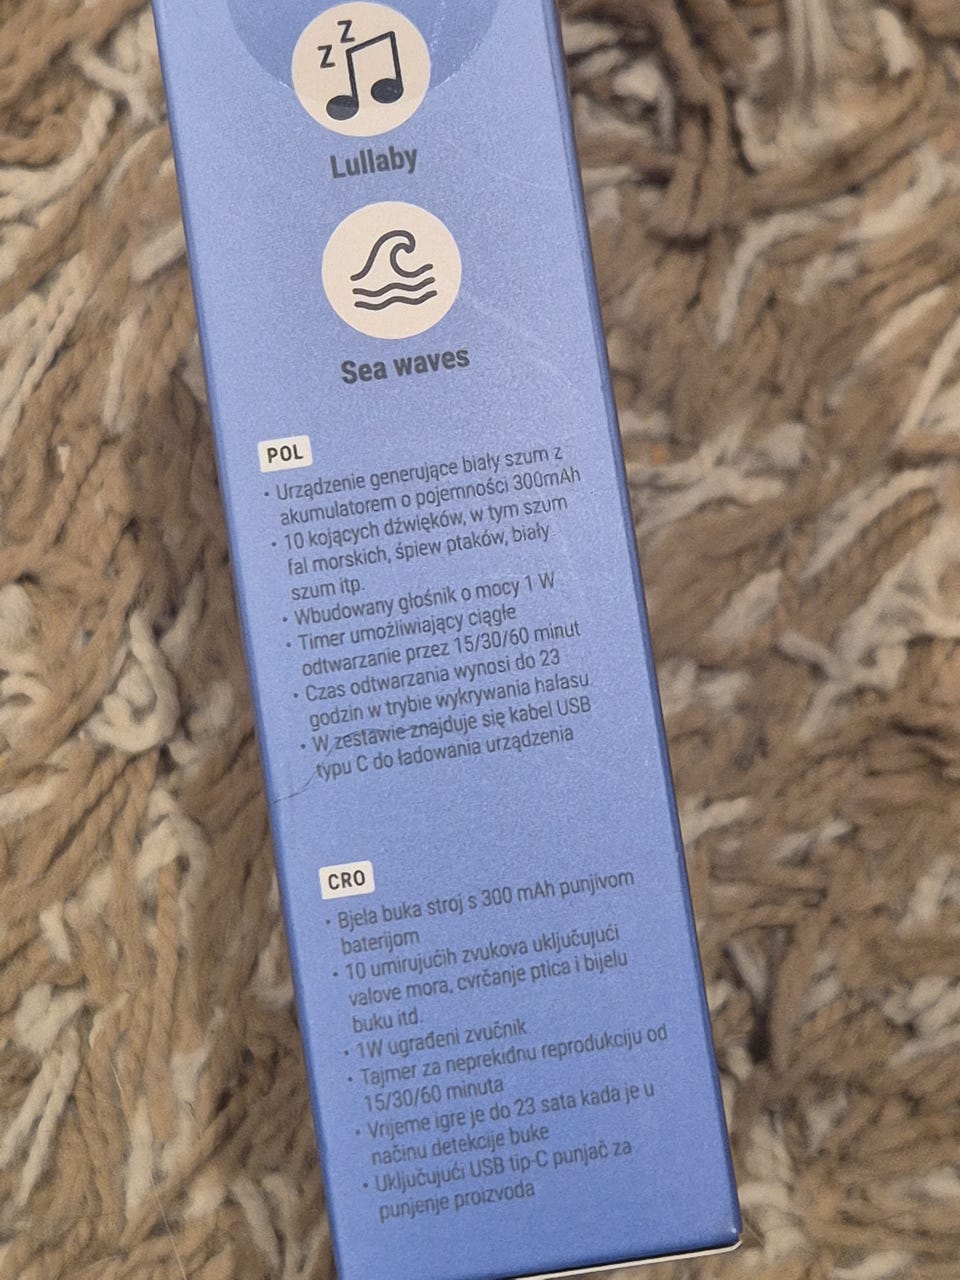 Z
Z
Lullaby
Sea waves
POL
• Urządzenie generujące biały szum z
akumulatorem o pojemności 300mAh
• 10 kojących dźwięków, w tym szum
fal morskich, śpiew ptaków, biały
szum itp.
• Wbudowany głośnik o mocy 1 W
• Timer umożliwiający ciągłe
odtwarzanie przez 15/30/60 minut
• Czas odtwarzania wynosi do 23
godzin w trybie wykrywania hałasu
• W zestawie znajduje się kabel USB
typu C do ładowania urządzenia
CRO
• Bjela buka stroj s 300 mAh punjivom
baterijom
• 10 umirujućih zvukova uključujući
valove mora, cvrčanje ptica i bijelu
buku itd.
• 1W ugrađeni zvučnik
• Tajmer za neprekidnu reprodukciju od
15/30/60 minuta
• Vrijeme igre je do 23 sata kada je u
načinu detekcije buke
• Uključujući USB tip-C punjač za
punjenje proizvoda